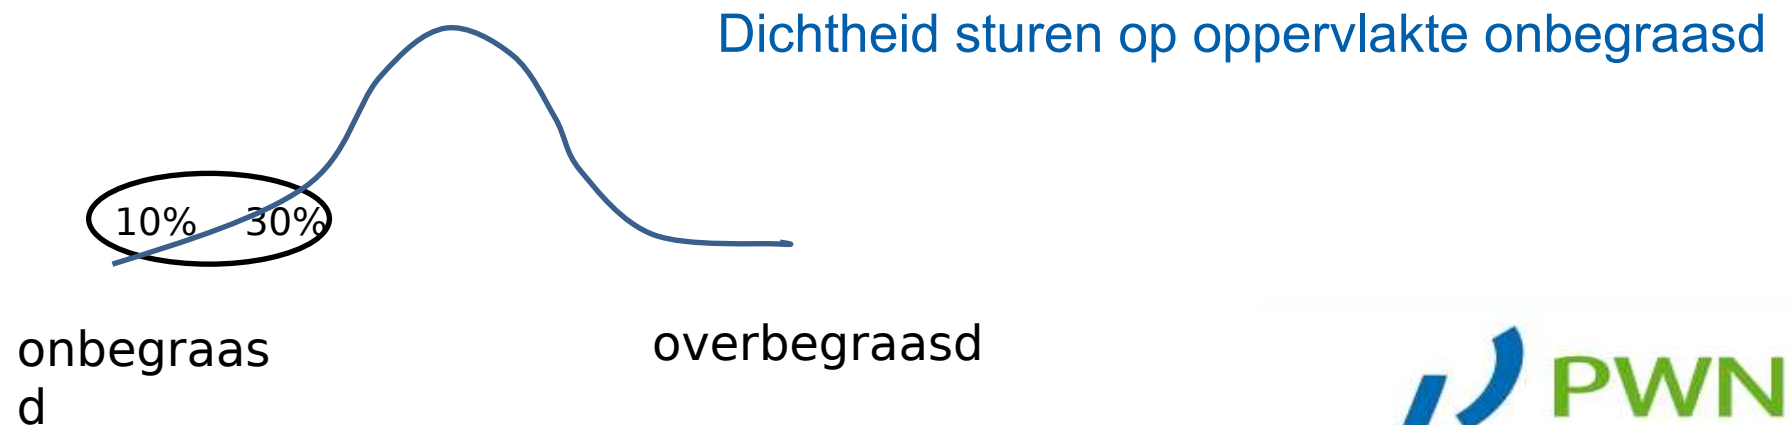 Dichtheid sturen op oppervlakte onbegraasd
10% 30%
onbegraas
d
overbegraasd
PWN